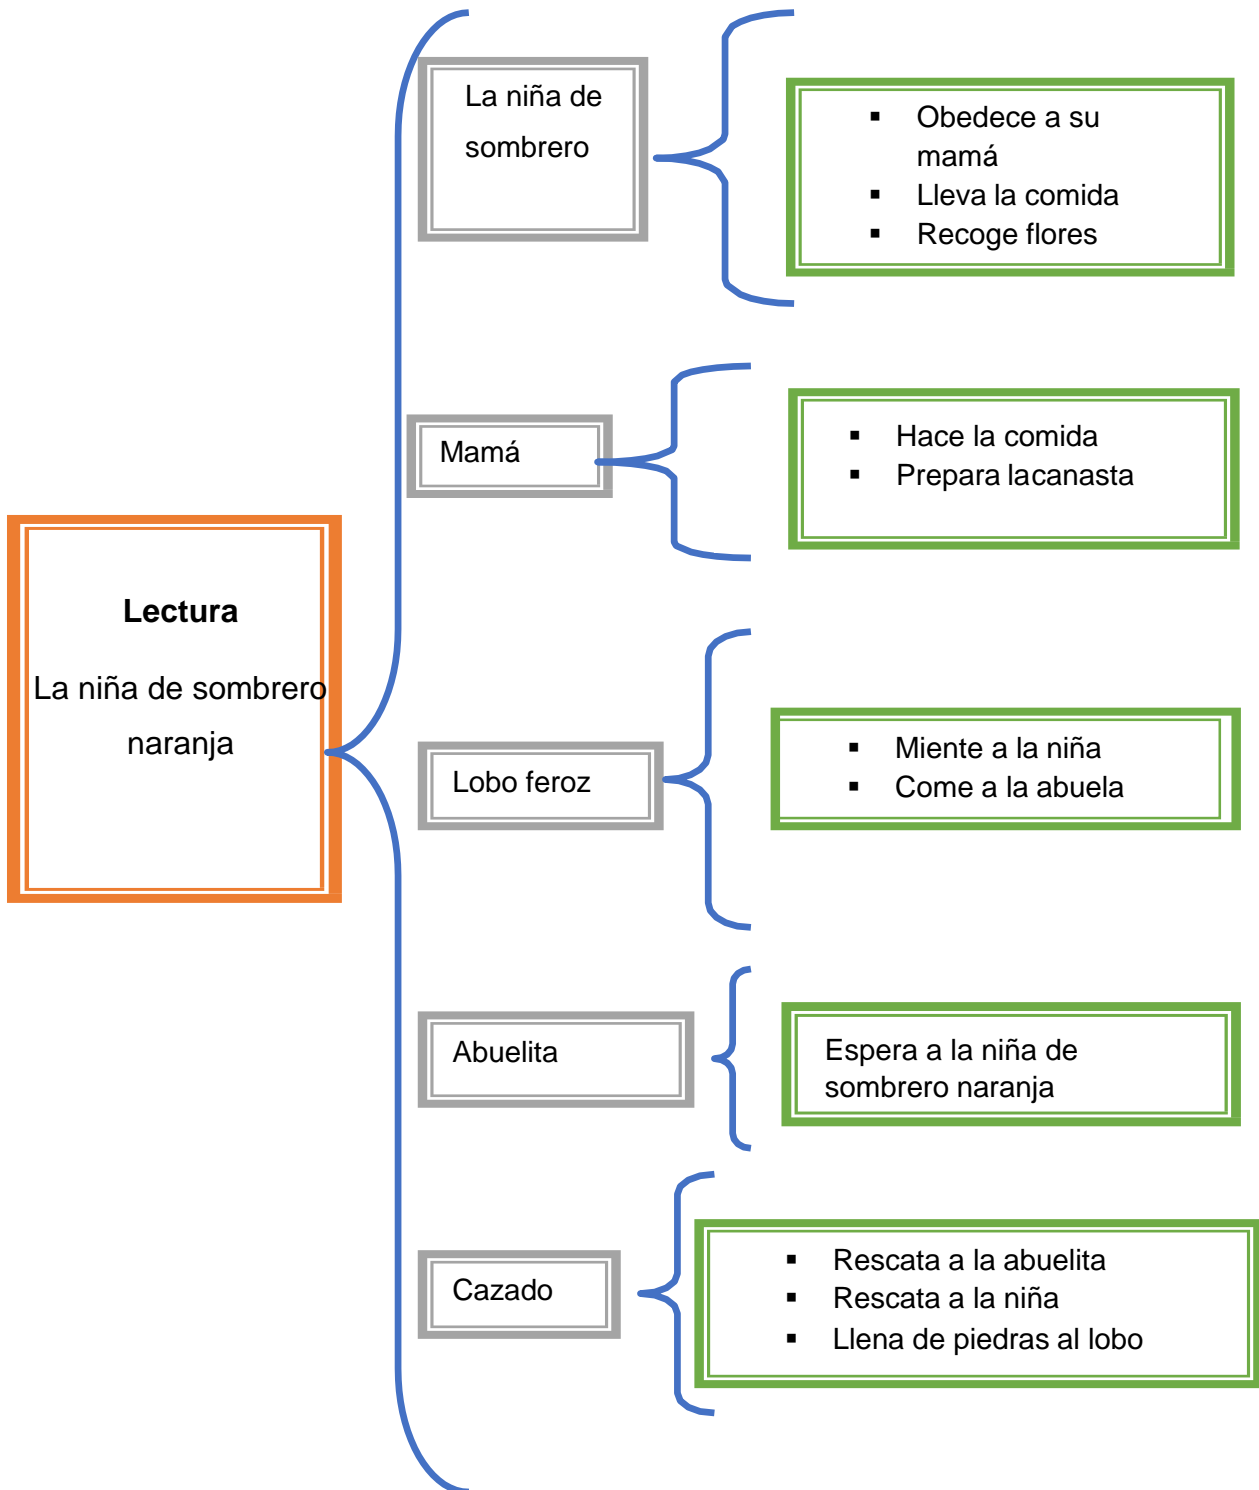 Lectura
La niña de sombrero
naranja
La niña de
sombrero
▪ Obedece a su
mamá
▪ Lleva la comida
▪ Recoge flores
Mamá
▪ Hace la comida
▪ Prepara lacanasta
Lobo feroz
▪ Miente a la niña
▪ Come a la abuela
Abuelita
Espera a la niña de
sombrero naranja
Cazado
▪ Rescata a la abuelita
▪ Rescata a la niña
▪ Llena de piedras al lobo